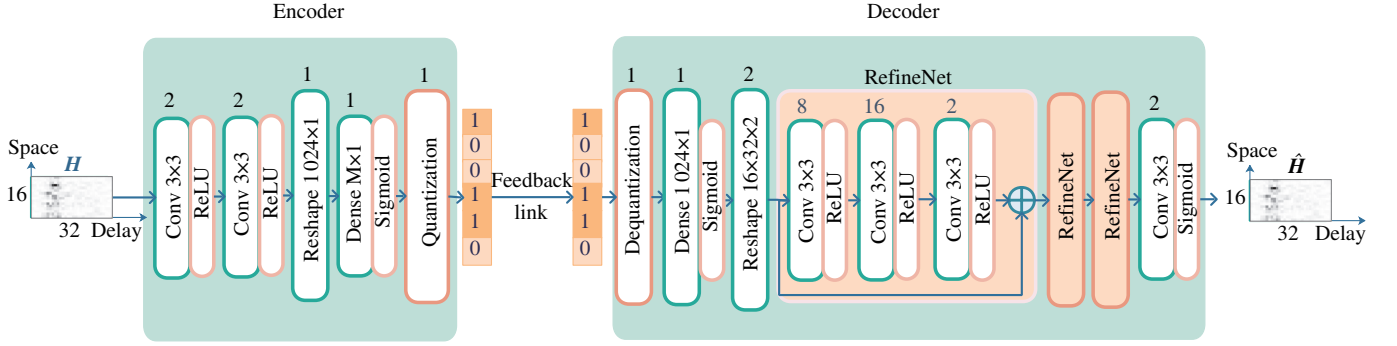 Encoder
Decoder
2
Conv 3×3
ReLU
2
Conv 3×3
ReLU
1
Reshape 1024×1
1
Dense M×1
Sigmoid
1
Quantization
Space
H
16
32
Delay
1
0
0
1
1
0
Feedback
link
1
0
0
1
1
0
1
Dequantization
1
Dense 1024×1
Sigmoid
2
Reshape 16×32×2
RefineNet
8
Conv 3×3
ReLU
16
Conv 3×3
ReLU
2
Conv 3×3
ReLU
RefineNet
RefineNet
2
Conv 3×3
Sigmoid
Space
Ĥ
16
32
Delay